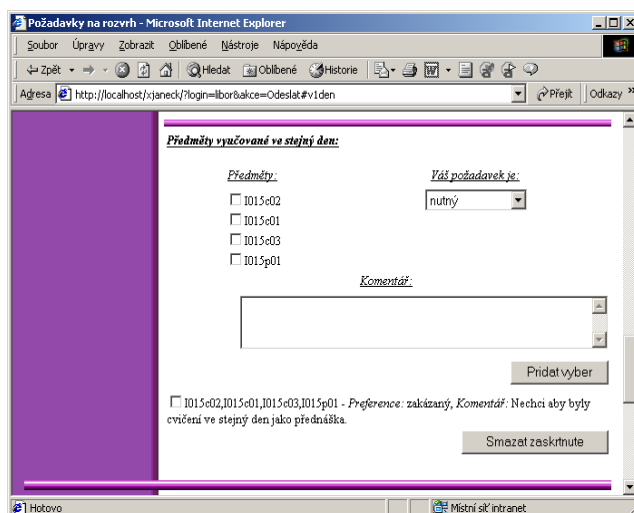 Požadavky na rozvrh - Microsoft Internet Explorer
Soubor Úpravy Zobrazit Oblíbené Nástroje Nápověda
Zpět Hledat Oblíbené Historie
Adresa http://localhost/xjaneck/?login=libor&akce=Odeslat#v1den Přejít Odkazy »
Předměty vyučované ve stejný den:
Předměty: Váš požadavek je:
I015c02 nutný
I015c01
I015c03
I015p01
Komentář:
Pridat vyber
I015c02,I015c01,I015c03,I015p01 - Preference: zakázaný, Komentář: Nechci aby byly
cvičení ve stejný den jako přednáška.
Smazat zaskrtnute
Hotovo Místní síť intranet